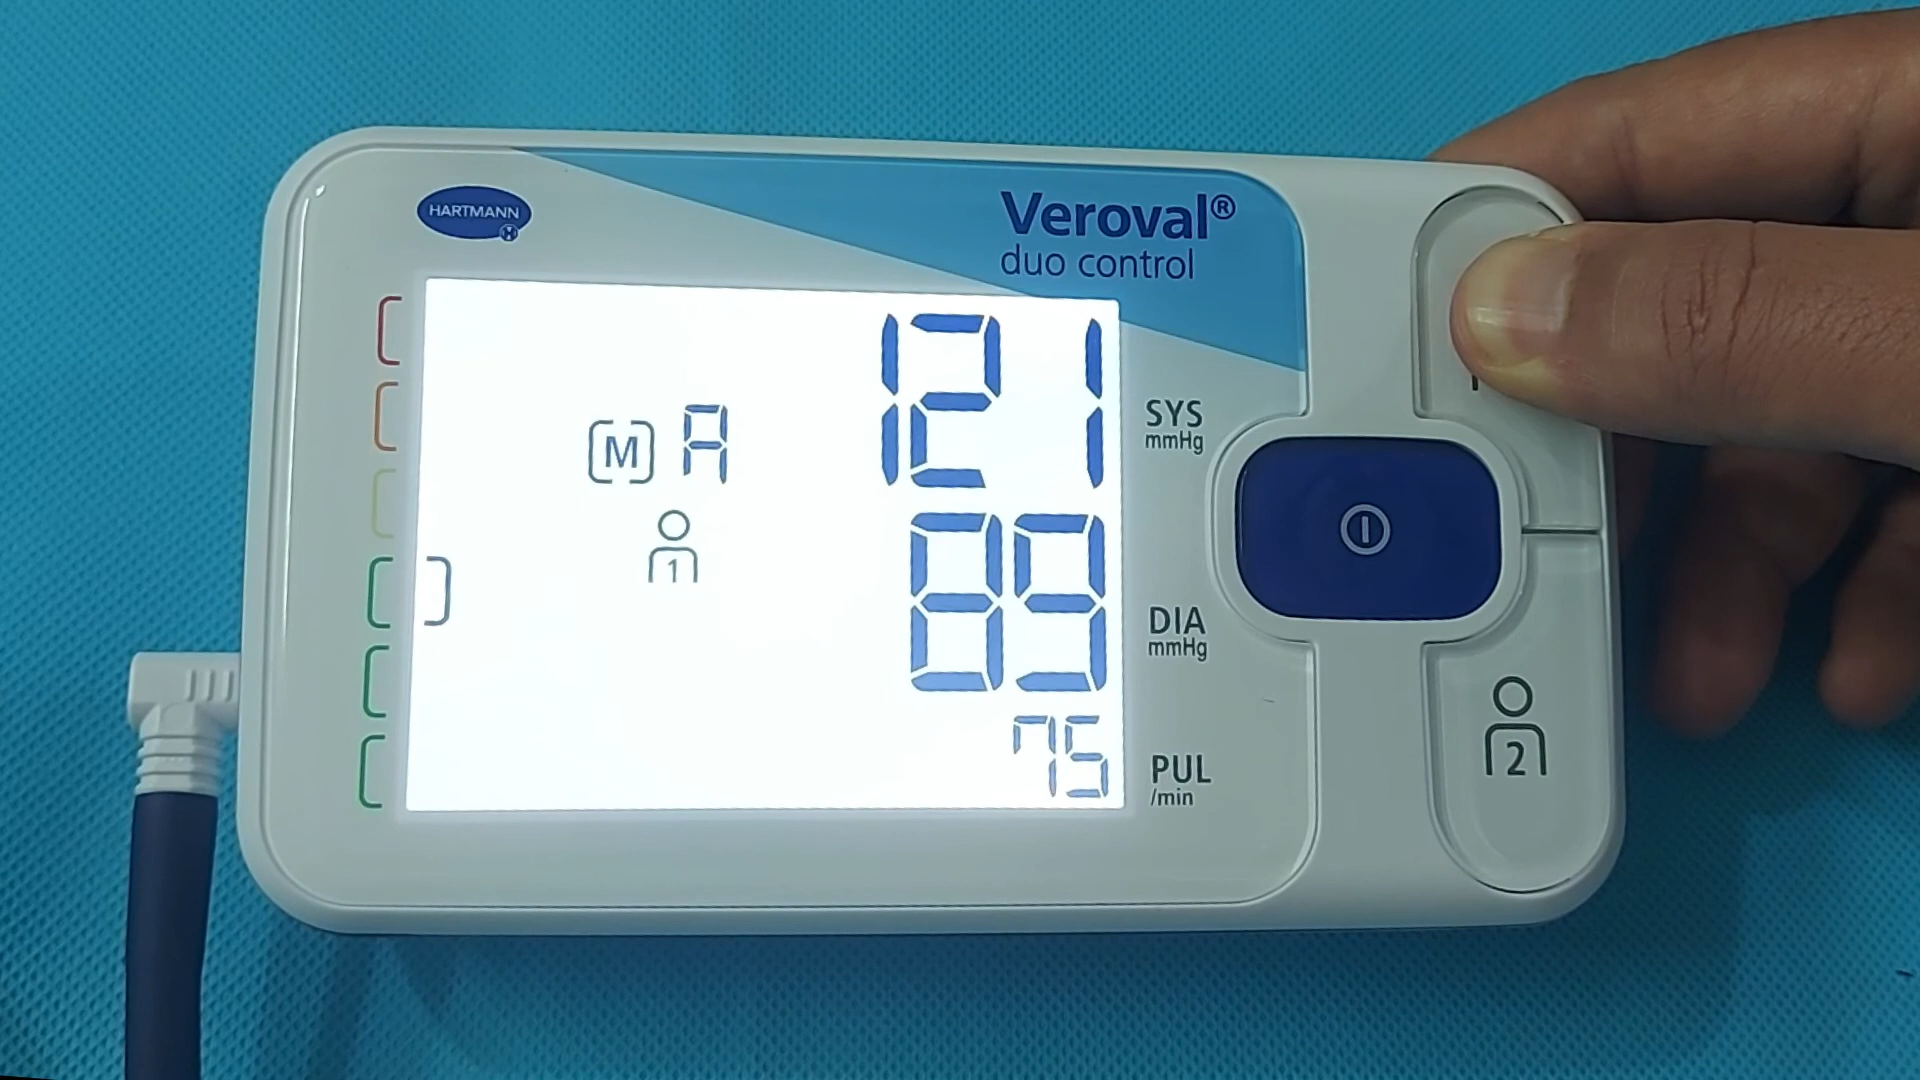 HARTMANN
Veroval®
duo control
121
SYS
mmHg
M A
1
89
DIA
mmHg
75
PUL
/min
2